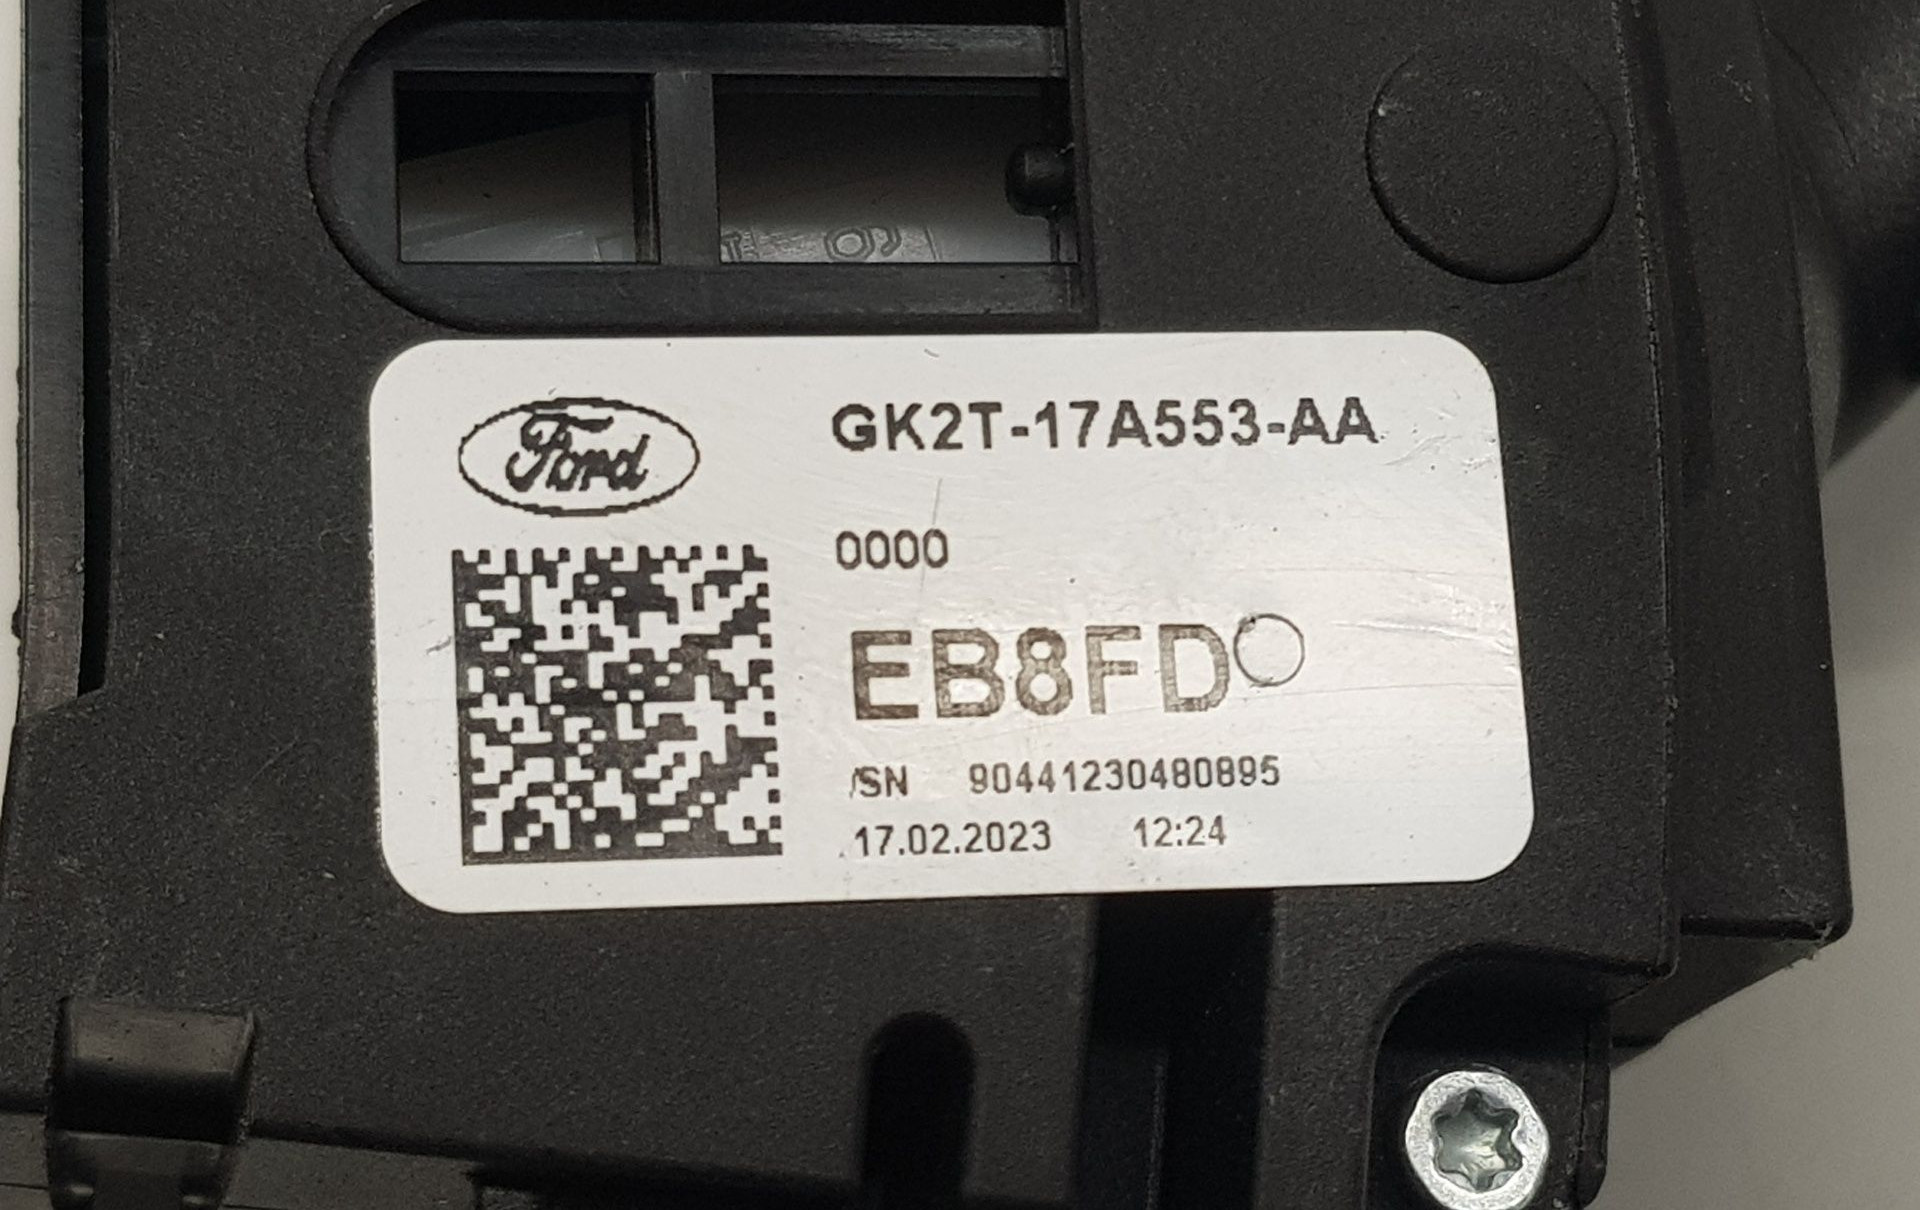 Ford
GK2T-17A553-AA
0000
EB8FD
/SN 90441230480895
17.02.2023 12:24